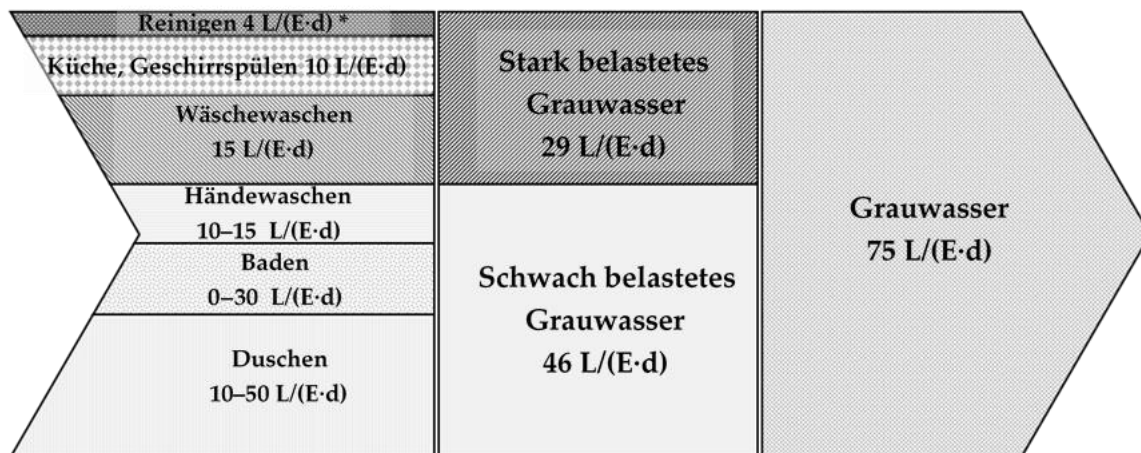 Reinigen 4 L/(E·d) *
Küche, Geschirrspülen 10 L/(E·d)
Wäschewaschen
15 L/(E·d)
Händewaschen
10–15 L/(E·d)
Baden
0–30 L/(E·d)
Duschen
10–50 L/(E·d)
Stark belastetes
Grauwasser
29 L/(E·d)
Schwach belastetes
Grauwasser
46 L/(E·d)
Grauwasser
75 L/(E·d)